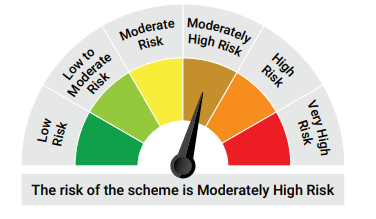 Low
Risk
Low to
Moderate
Risk
Moderate
Risk
Moderately
High Risk
High
Risk
Very High
Risk
The risk of the scheme is Moderately High Risk